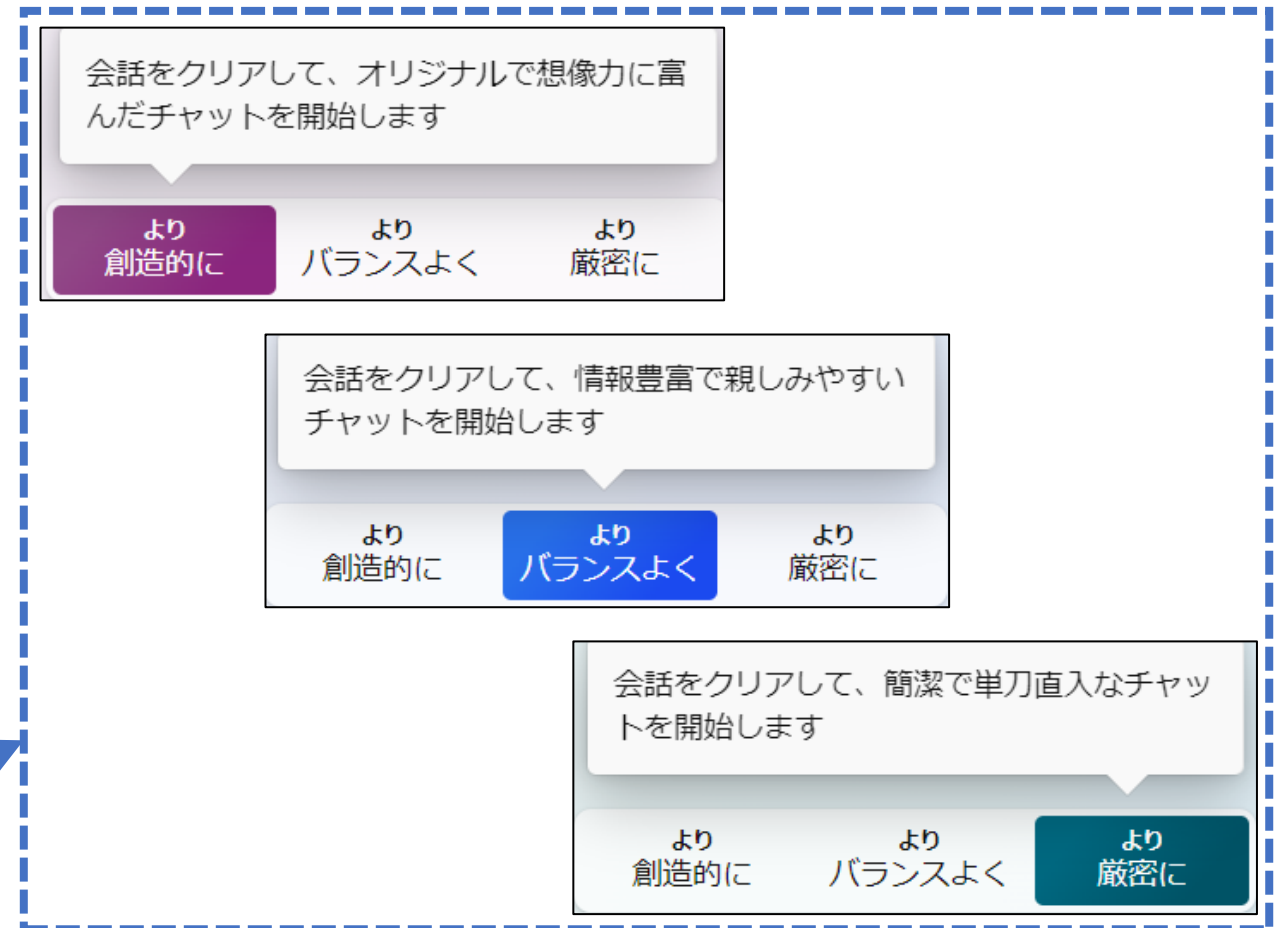 会話をクリアして、オリジナルで想像力に富
んだチャットを開始します
より より より
創造的に バランスよく 厳密に
会話をクリアして、情報豊富で親しみやすい
チャットを開始します
より より より
創造的に バランスよく 厳密に
会話をクリアして、簡潔で単刀直入なチャッ
トを開始します
より より より
創造的に バランスよく 厳密に